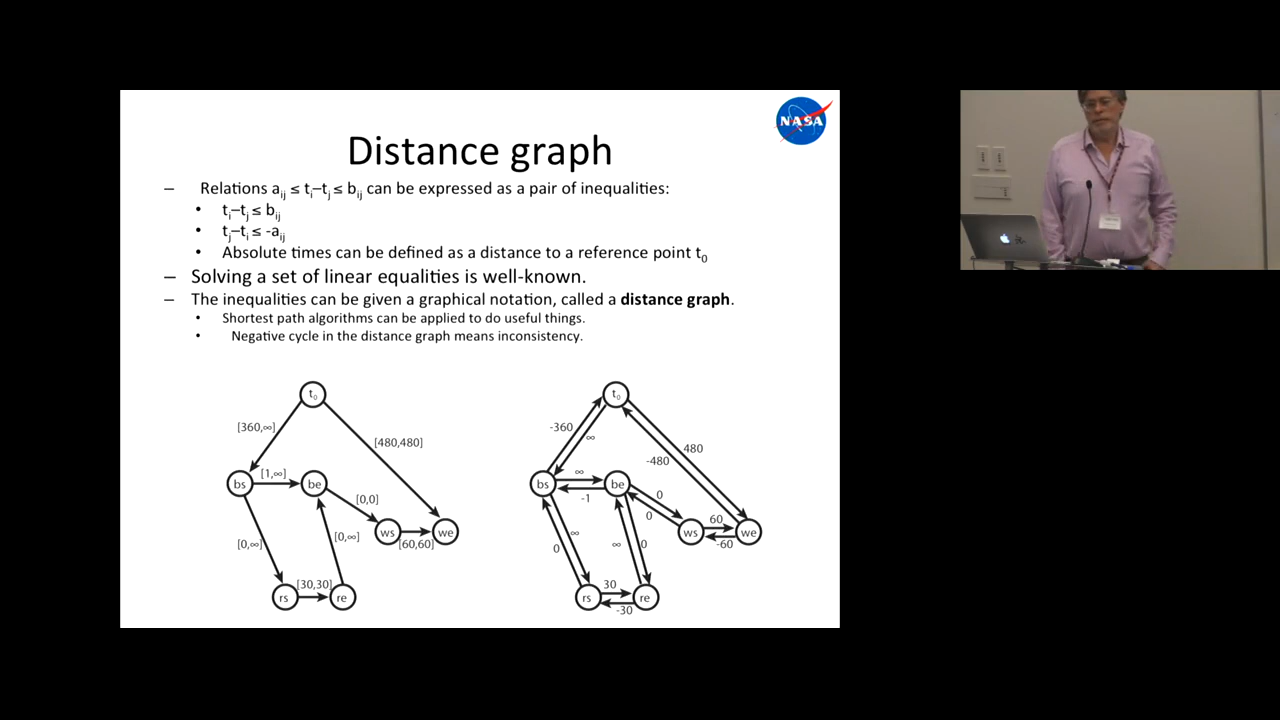 NASA
Distance graph
– Relations aij ≤ ti–tj ≤ bij can be expressed as a pair of inequalities:
• ti–tj ≤ bij
• tj–ti ≤ -aij
• Absolute times can be defined as a distance to a reference point t0
– Solving a set of linear equalities is well-known.
– The inequalities can be given a graphical notation, called a distance graph.
• Shortest path algorithms can be applied to do useful things.
• Negative cycle in the distance graph means inconsistency.
t0
[360,∞]
[480,480]
bs
[1,∞]
be
[0,0]
ws
[60,60]
we
[0,∞]
[0,∞]
rs
[30,30]
re
t0
-360
∞
480
-480
bs
∞
-1
be
0
0
ws
60
-60
we
0
∞
∞
0
rs
30
-30
re